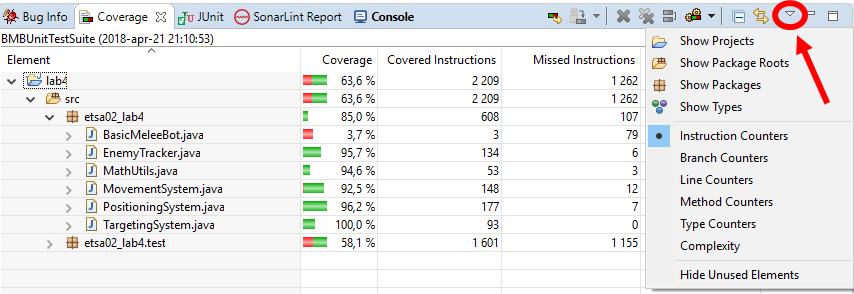 Bug Info Coverage JUnit SonarLint Report Console
BMBUnitTestSuite (2018-apr-21 21:10:53)
Element Coverage Covered Instructions Missed Instructions
lab4 63,6 % 2 209 1 262
src 63,6 % 2 209 1 262
etsa02_lab4 85,0 % 608 107
BasicMeleeBot.java 3,7 % 3 79
EnemyTracker.java 95,7 % 134 6
MathUtils.java 94,6 % 53 3
MovementSystem.java 92,5 % 148 12
PositioningSystem.java 96,2 % 177 7
TargetingSystem.java 100,0 % 93 0
etsa02_lab4.test 58,1 % 1 601 1 155
Show Projects
Show Package Roots
Show Packages
Show Types
Instruction Counters
Branch Counters
Line Counters
Method Counters
Type Counters
Complexity
Hide Unused Elements